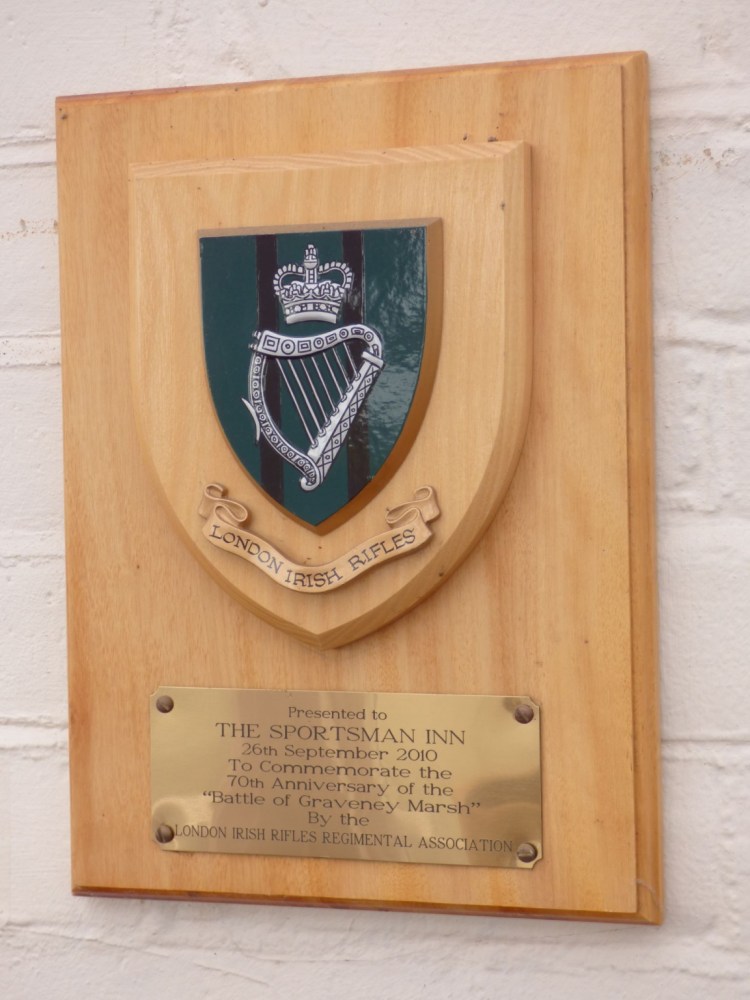 LONDON IRISH RIFLES
Presented to
THE SPORTSMAN INN
26th September 2010
To Commemorate the
70th Anniversary of the
"Battle of Graveney Marsh"
By the
LONDON IRISH RIFLES REGIMENTAL ASSOCIATION